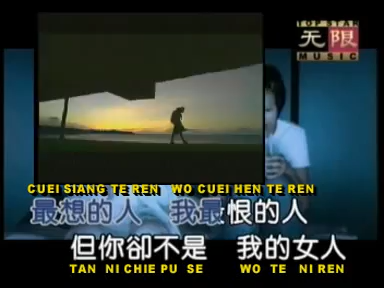 TOP STAR
无限
MUSIC
CUEI SIANG TE REN WO CUEI HEN TE REN
最想的人 我最恨的人
但你卻不是 我的女人
TAN NI CHIE PU SE WO TE NI REN